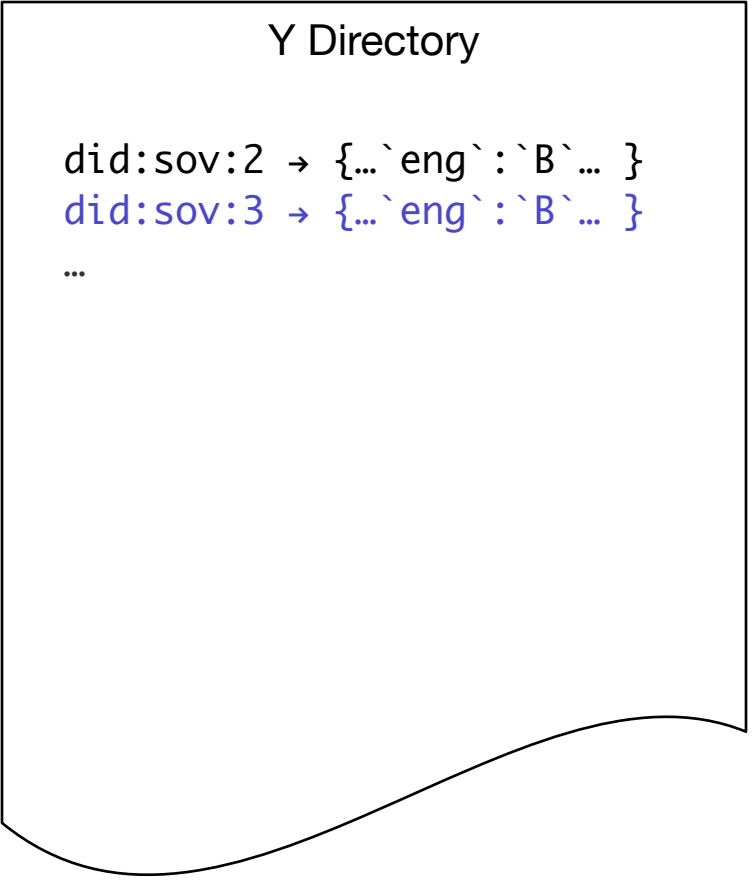 Y Directory
did:sov:2 → {…`eng`:`B`… }
did:sov:3 → {…`eng`:`B`… }
…